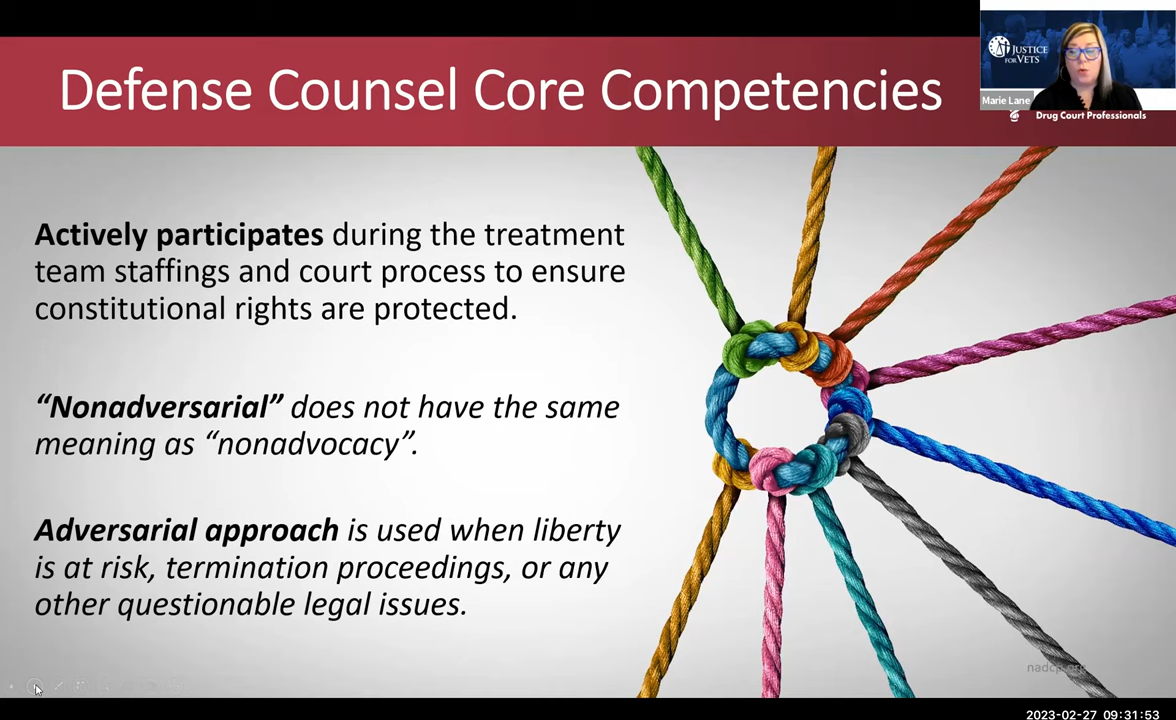 Defense Counsel Core Competencies
JUSTICE
FOR VETS
Marie Lane
Drug Court Professionals
Actively participates during the treatment
team staffings and court process to ensure
constitutional rights are protected.
“Nonadversarial” does not have the same
meaning as “nonadvocacy”.
Adversarial approach is used when liberty
is at risk, termination proceedings, or any
other questionable legal issues.
nadcp.org
2023-02-27 09:31:53